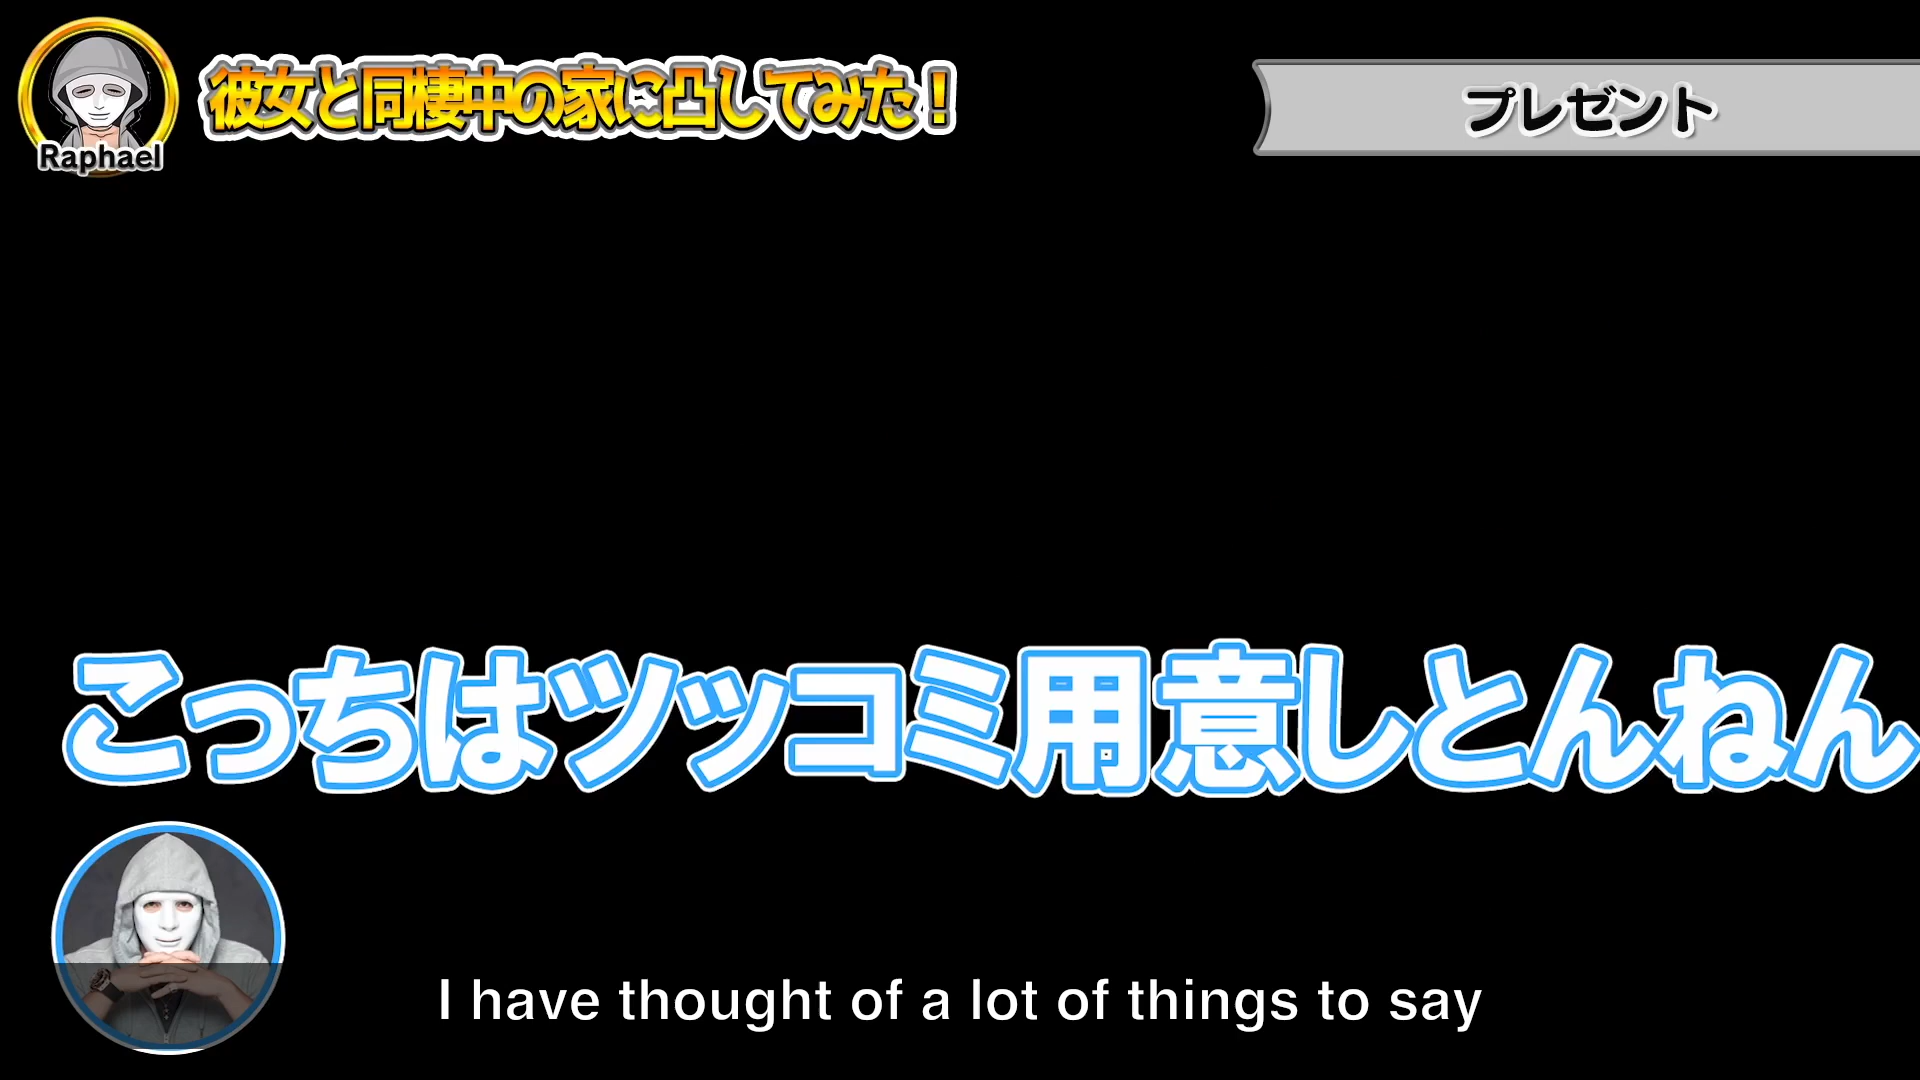 Raphael
彼女と同棲中の家に凸してみた！
プレゼント
こっちはツッコミ用意しとんねん
I have thought of a lot of things to say